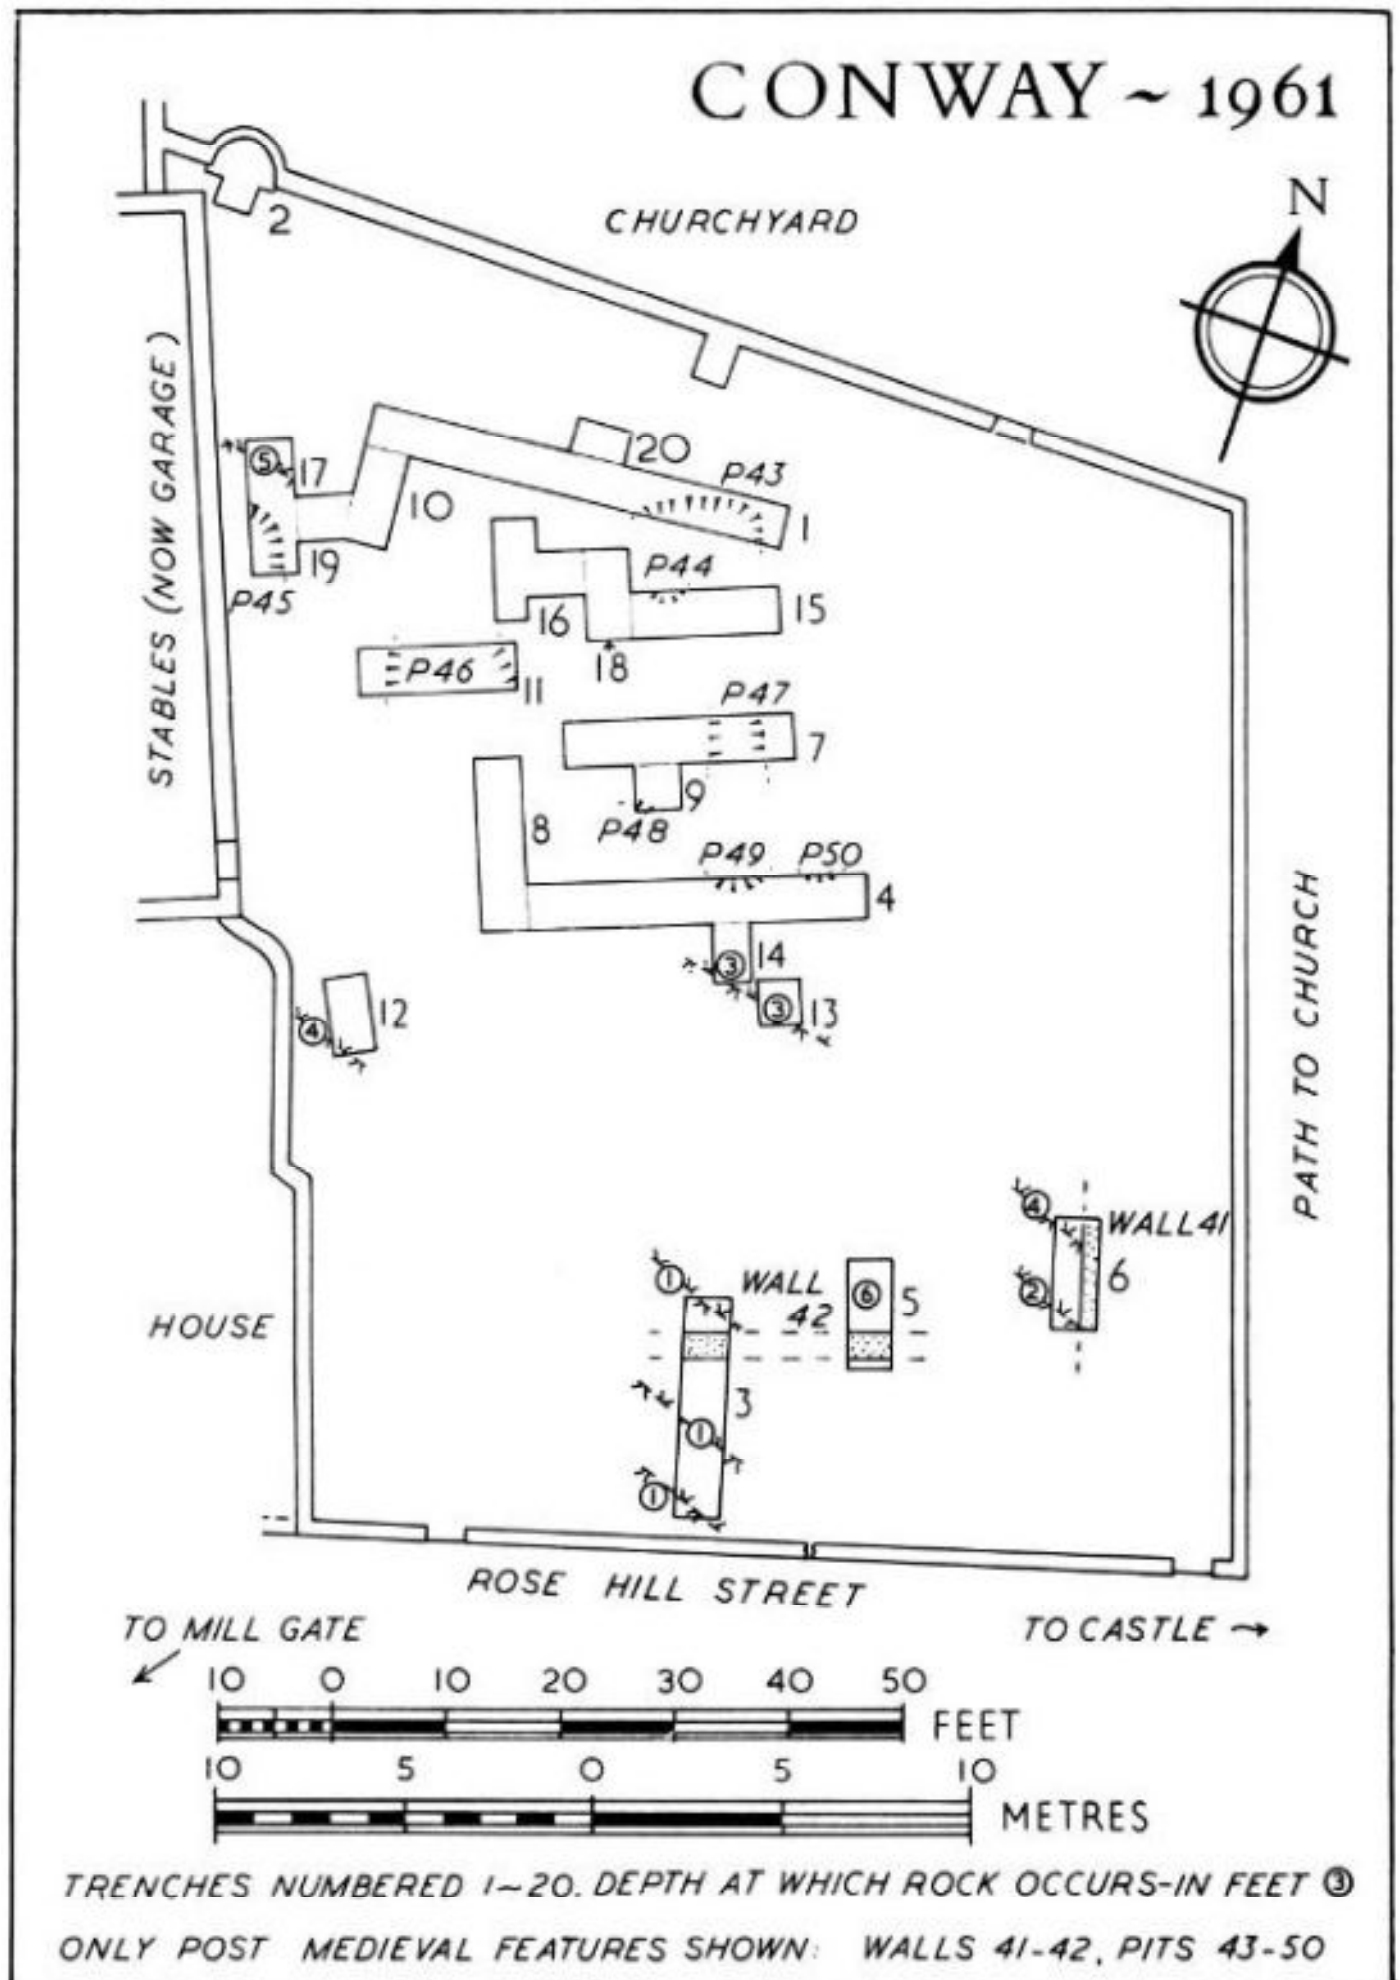 CONWAY ~ 1961
N
CHURCHYARD
2
STABLES (NOW GARAGE)
20
P43
5
17
10
1
19
P44
P45
16
15
18
P46
11
P47
7
9
P48
8
P49
P50
4
3
14
3
13
12
4
PATH TO CHURCH
4
WALL 41
2
6
1
WALL
42
6
5
HOUSE
3
1
1
ROSE HILL STREET
TO MILL GATE
TO CASTLE →
10 0 10 20 30 40 50
FEET
10 5 0 5 10
METRES
TRENCHES NUMBERED 1~20. DEPTH AT WHICH ROCK OCCURS-IN FEET ③
ONLY POST MEDIEVAL FEATURES SHOWN: WALLS 41-42, PITS 43-50